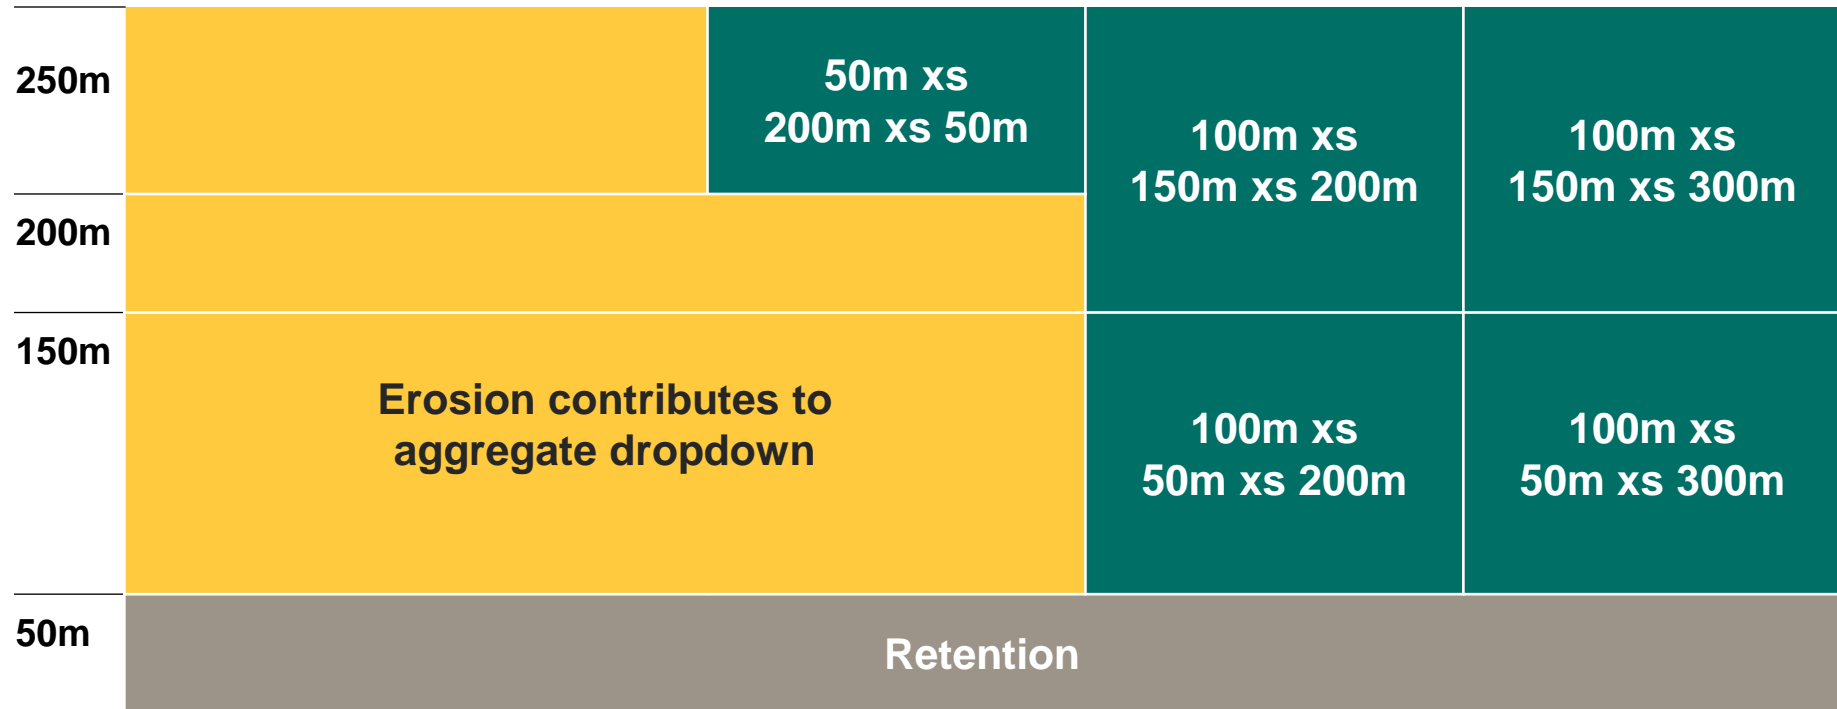 250m
50m xs
200m xs 50m
100m xs
150m xs 200m
100m xs
150m xs 300m
200m
150m
Erosion contributes to
aggregate dropdown
100m xs
50m xs 200m
100m xs
50m xs 300m
50m
Retention